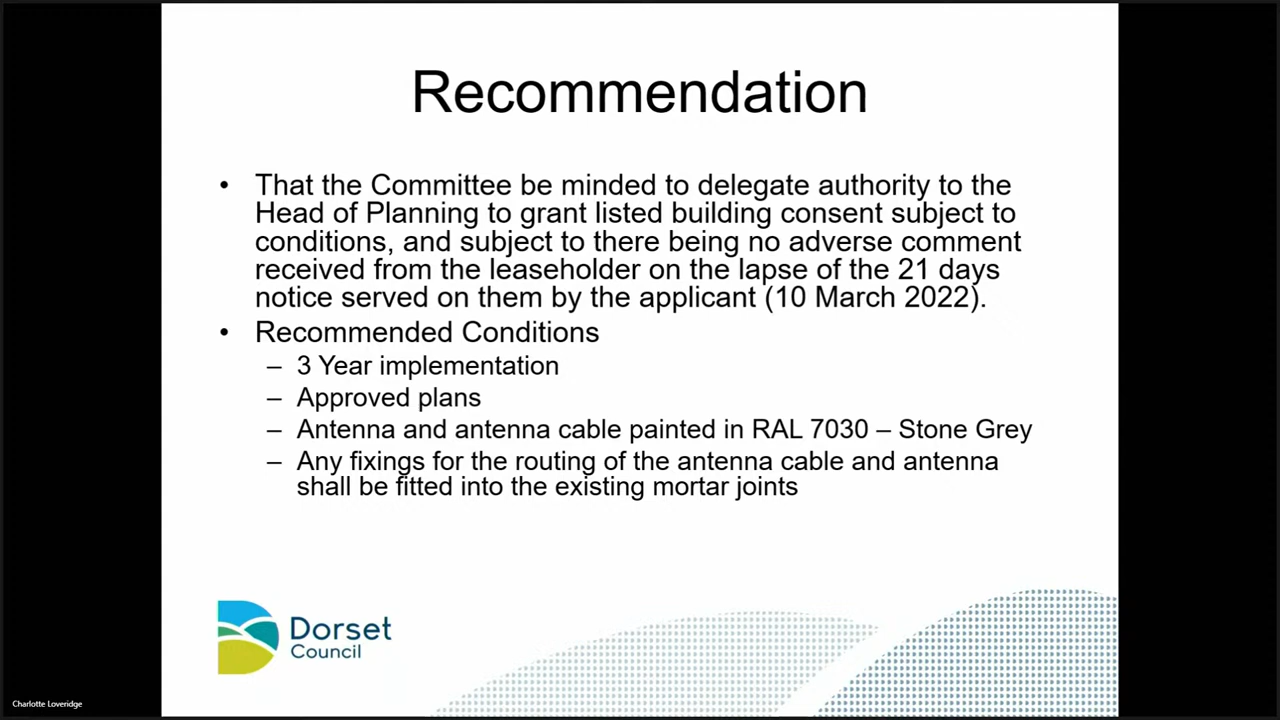 Recommendation
• That the Committee be minded to delegate authority to the
Head of Planning to grant listed building consent subject to
conditions, and subject to there being no adverse comment
received from the leaseholder on the lapse of the 21 days
notice served on them by the applicant (10 March 2022).
• Recommended Conditions
– 3 Year implementation
– Approved plans
– Antenna and antenna cable painted in RAL 7030 – Stone Grey
– Any fixings for the routing of the antenna cable and antenna
shall be fitted into the existing mortar joints
Dorset
Council
Charlotte Loveridge